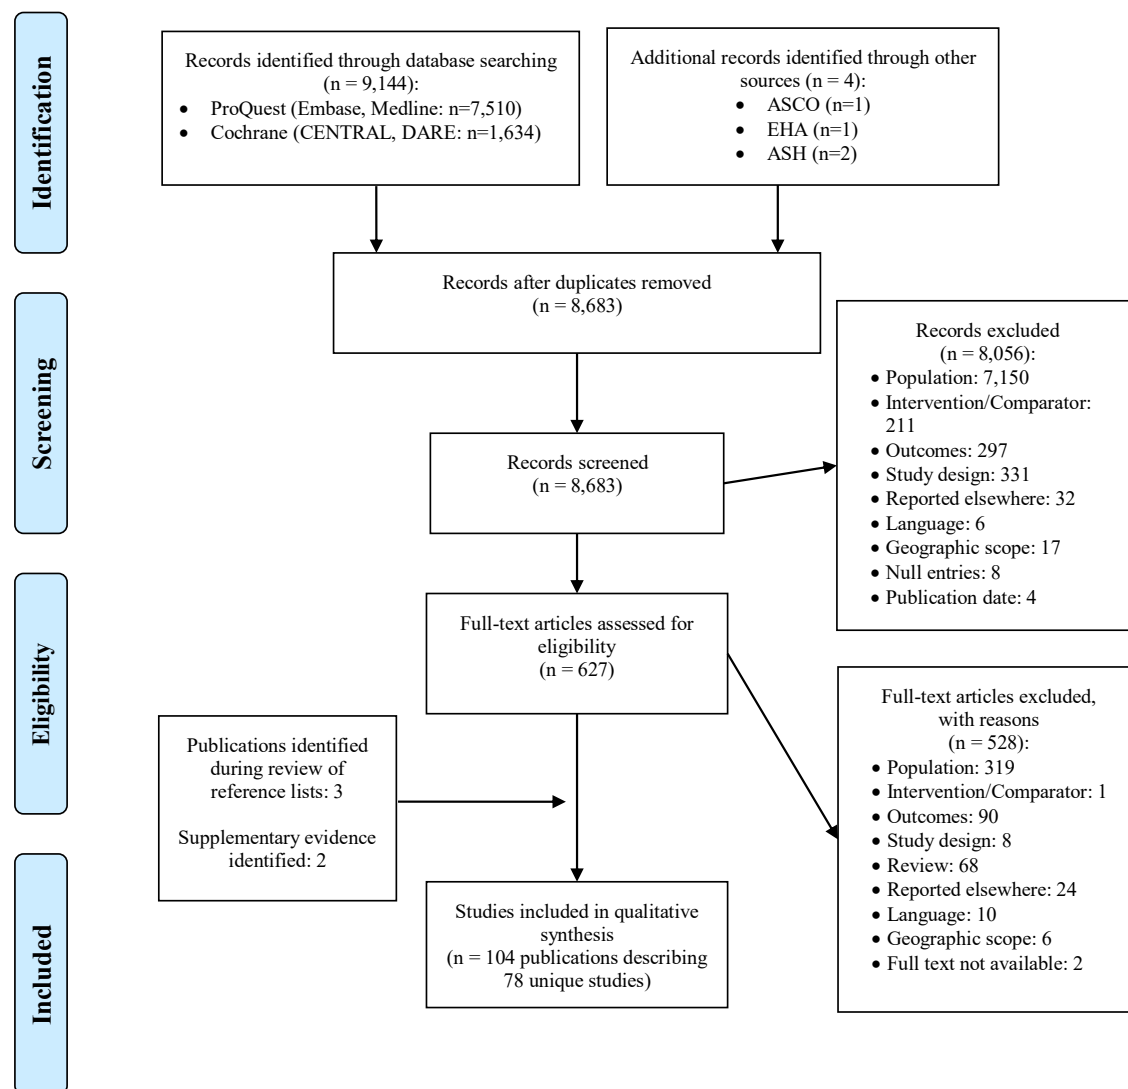 Identification
Records identified through database searching
(n = 9,144):
• ProQuest (Embase, Medline: n=7,510)
• Cochrane (CENTRAL, DARE: n=1,634)
Additional records identified through other
sources (n = 4):
• ASCO (n=1)
• EHA (n=1)
• ASH (n=2)
Records after duplicates removed
(n = 8,683)
Screening
Records screened
(n = 8,683)
Records excluded
(n = 8,056):
• Population: 7,150
• Intervention/Comparator:
211
• Outcomes: 297
• Study design: 331
• Reported elsewhere: 32
• Language: 6
• Geographic scope: 17
• Null entries: 8
• Publication date: 4
Eligibility
Full-text articles assessed for
eligibility
(n = 627)
Full-text articles excluded,
with reasons
(n = 528):
• Population: 319
• Intervention/Comparator: 1
• Outcomes: 90
• Study design: 8
• Review: 68
• Reported elsewhere: 24
• Language: 10
• Geographic scope: 6
• Full text not available: 2
Publications identified
during review of
reference lists: 3
Supplementary evidence
identified: 2
Included
Studies included in qualitative
synthesis
(n = 104 publications describing
78 unique studies)